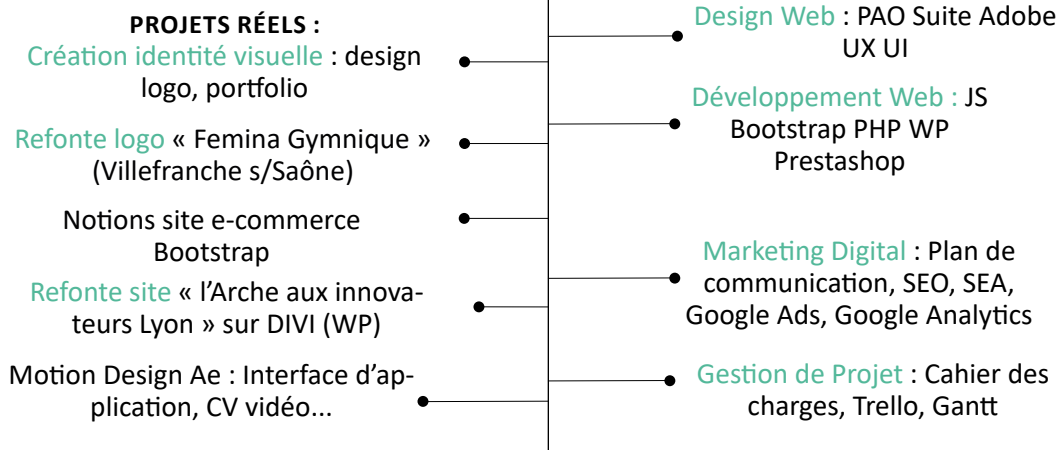 PROJETS RÉELS :
Création identité visuelle : design
logo, portfolio
Refonte logo « Femina Gymnique »
(Villefranche s/Saône)
Notions site e-commerce
Bootstrap
Refonte site « l’Arche aux innova-
teurs Lyon » sur DIVI (WP)
Motion Design Ae : Interface d'ap-
plication, CV vidéo...
Design Web : PAO Suite Adobe
UX UI
Développement Web : JS
Bootstrap PHP WP
Prestashop
Marketing Digital : Plan de
communication, SEO, SEA,
Google Ads, Google Analytics
Gestion de Projet : Cahier des
charges, Trello, Gantt